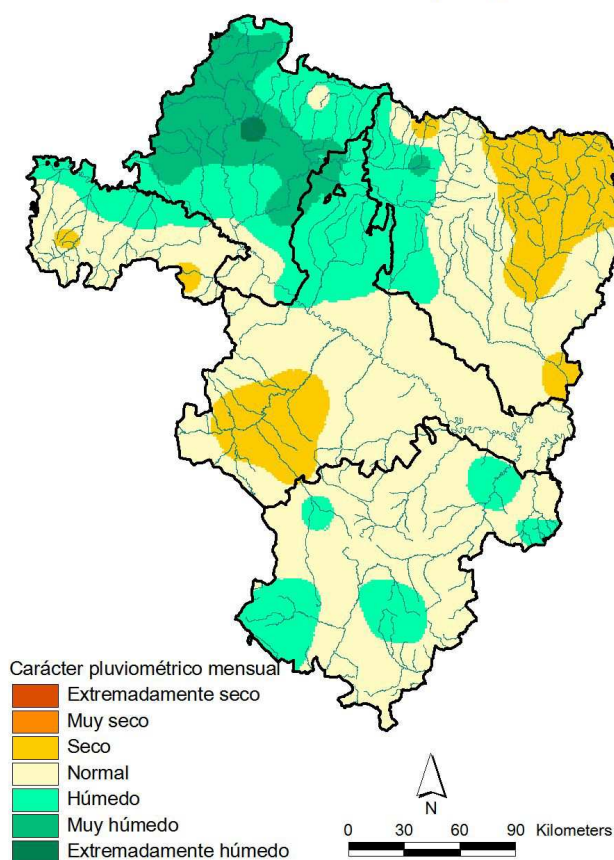 Carácter pluviométrico mensual
Extremadamente seco
Muy seco
Seco
Normal
Húmedo
Muy húmedo
Extremadamente húmedo
N
0 30 60 90 Kilometers